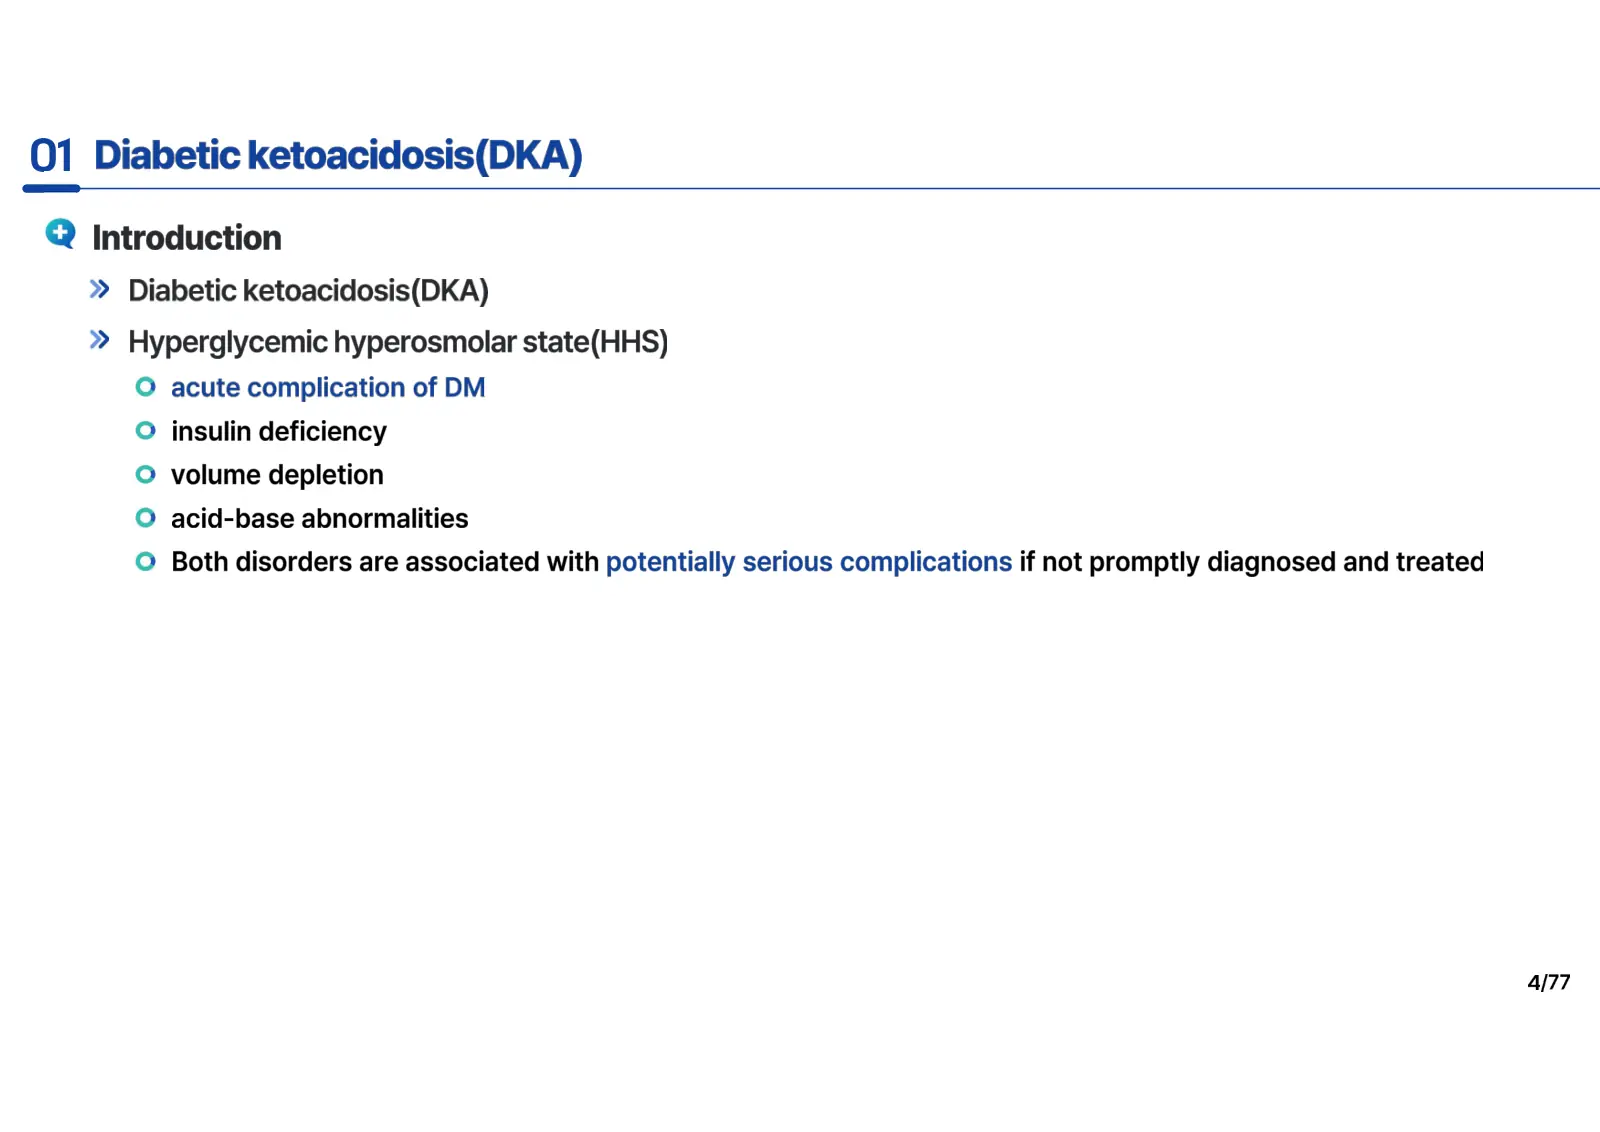 01 Diabetic ketoacidosis(DKA)
Introduction
Diabetic ketoacidosis(DKA)
Hyperglycemic hyperosmolar state(HHS)
acute complication of DM
insulin deficiency
volume depletion
acid-base abnormalities
Both disorders are associated with potentially serious complications if not promptly diagnosed and treated
4/77